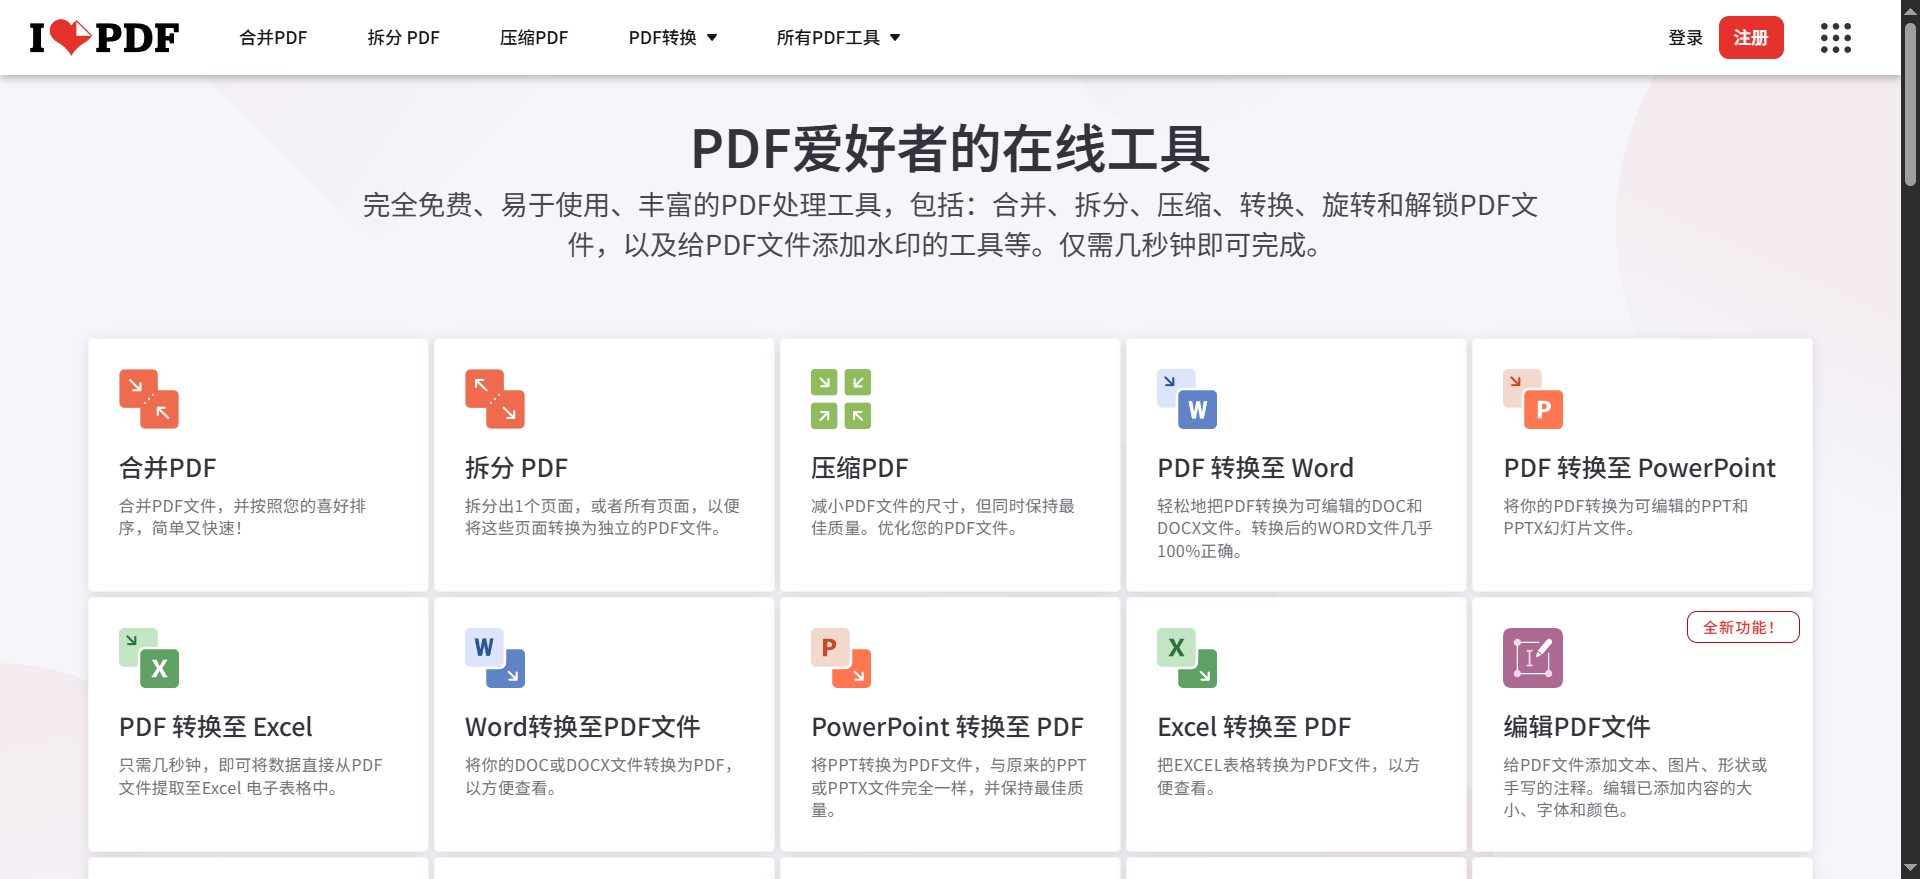 I PDF
合并PDF
拆分 PDF
压缩PDF
PDF转换
所有PDF工具
登录
注册
PDF爱好者的在线工具
完全免费、易于使用、丰富的PDF处理工具，包括：合并、拆分、压缩、转换、旋转和解锁PDF文
件，以及给PDF文件添加水印的工具等。仅需几秒钟即可完成。
合并PDF
合并PDF文件，并按照您的喜好排
序，简单又快速！
拆分 PDF
拆分出1个页面，或者所有页面，以便
将这些页面转换为独立的PDF文件。
压缩PDF
减小PDF文件的尺寸，但同时保持最
佳质量。优化您的PDF文件。
W
PDF 转换至 Word
轻松地把PDF转换为可编辑的DOC和
DOCX文件。转换后的WORD文件几乎
100%正确。
P
PDF 转换至 PowerPoint
将你的PDF转换为可编辑的PPT和
PPTX幻灯片文件。
X
PDF 转换至 Excel
只需几秒钟，即可将数据直接从PDF
文件提取至Excel 电子表格中。
W
Word转换至PDF文件
将你的DOC或DOCX文件转换为PDF，
以方便查看。
P
PowerPoint 转换至 PDF
将PPT转换为PDF文件，与原来的PPT
或PPTX文件完全一样，并保持最佳质
量。
X
Excel 转换至 PDF
把EXCEL表格转换为PDF文件，以方
便查看。
全新功能！
编辑PDF文件
给PDF文件添加文本、图片、形状或
手写的注释。编辑已添加内容的大
小、字体和颜色。